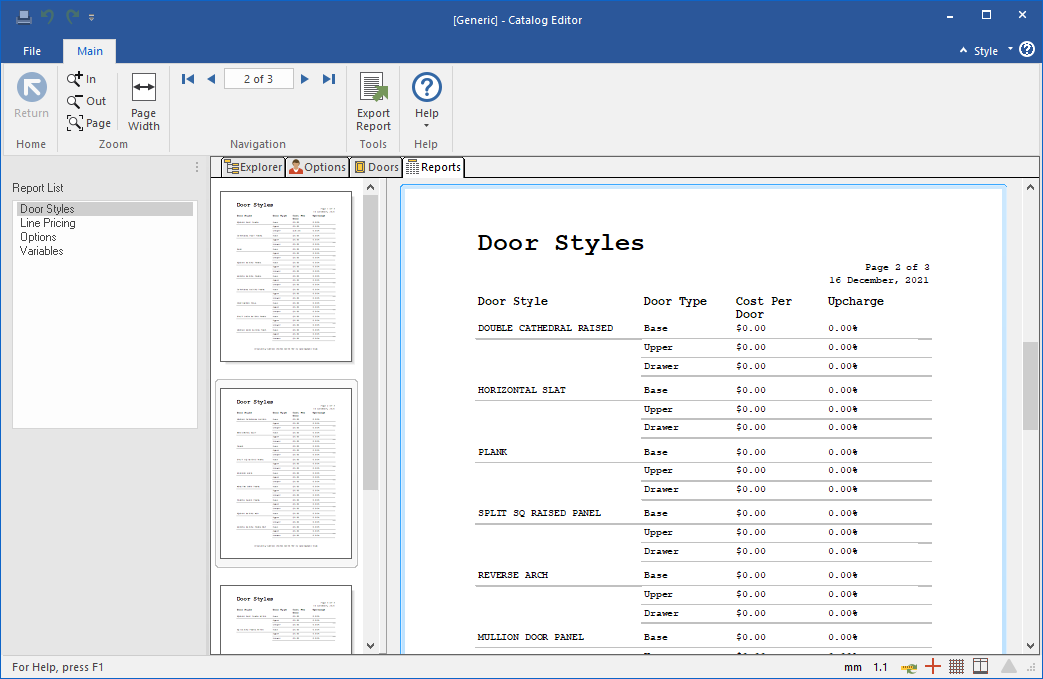 [Generic] - Catalog Editor
File
Main
Style
Return
In
Out
Page
Page
Width
2 of 3
Export
Report
Help
Home
Zoom
Navigation
Tools
Help
Explorer
Options
Doors
Reports
Report List
Door Styles
Line Pricing
Options
Variables
Door Styles
Door Styles
Door Styles
Door Styles
Page 2 of 3
16 December, 2021
Door Style Door Type Cost Per Door Upcharge
DOUBLE CATHEDRAL RAISED Base $0.00 0.00%
Upper $0.00 0.00%
Drawer $0.00 0.00%
HORIZONTAL SLAT Base $0.00 0.00%
Upper $0.00 0.00%
Drawer $0.00 0.00%
PLANK Base $0.00 0.00%
Upper $0.00 0.00%
Drawer $0.00 0.00%
SPLIT SQ RAISED PANEL Base $0.00 0.00%
Upper $0.00 0.00%
Drawer $0.00 0.00%
REVERSE ARCH Base $0.00 0.00%
Upper $0.00 0.00%
Drawer $0.00 0.00%
MULLION DOOR PANEL Base $0.00 0.00%
For Help, press F1
mm 1.1